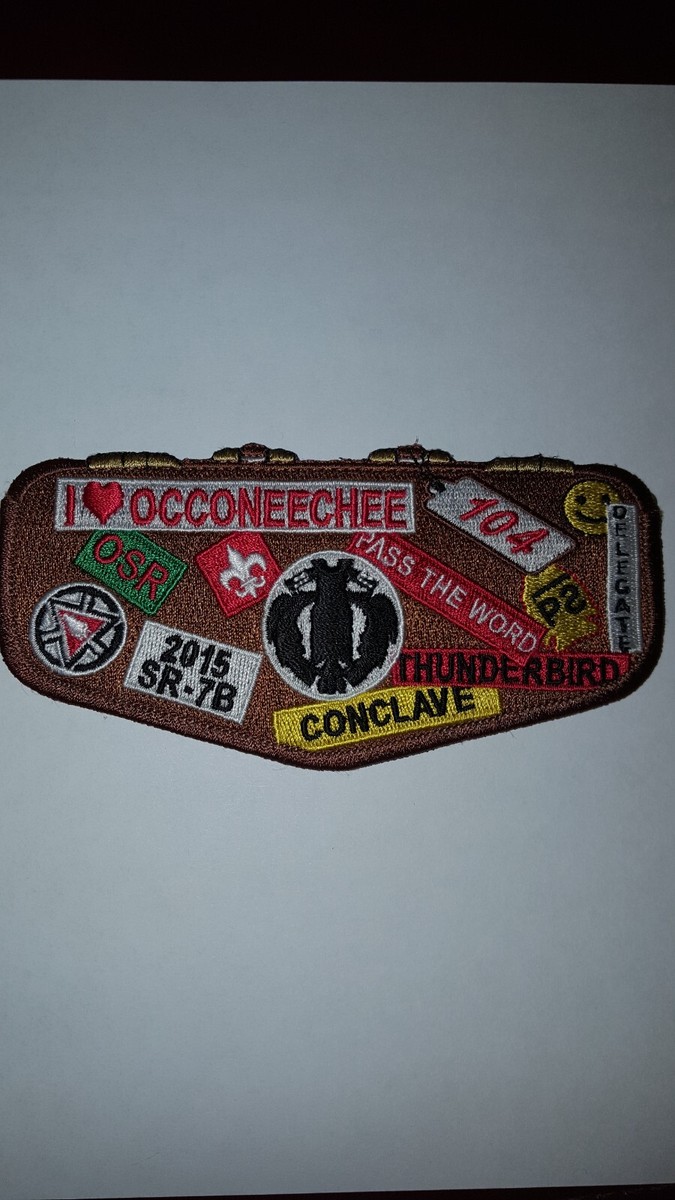 I ♥ OCCONEECHEE
104
OSR
PASS THE WORD
DELEGATE
2015
SR-7B
THUNDERBIRD
CONCLAVE